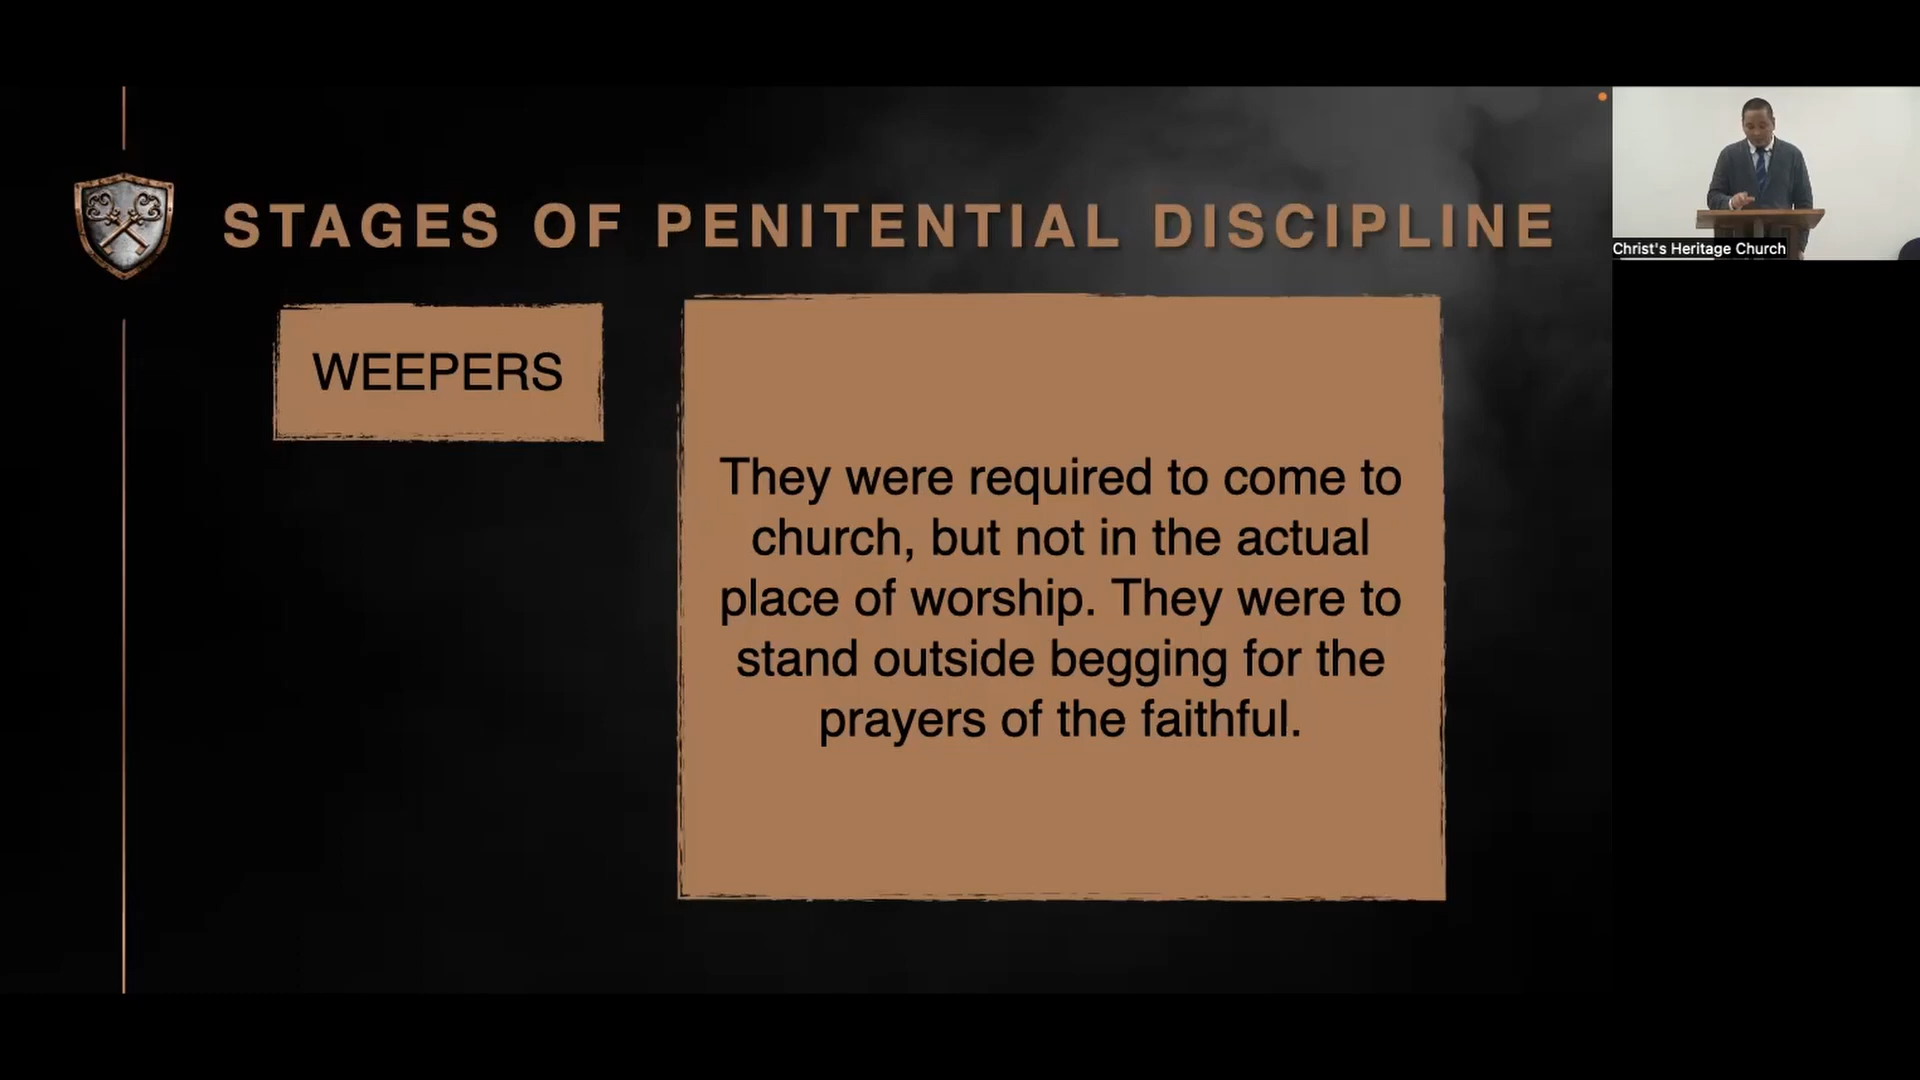 STAGES OF PENITENTIAL DISCIPLINE
Christ's Heritage Church
WEEPERS
They were required to come to
church, but not in the actual
place of worship. They were to
stand outside begging for the
prayers of the faithful.